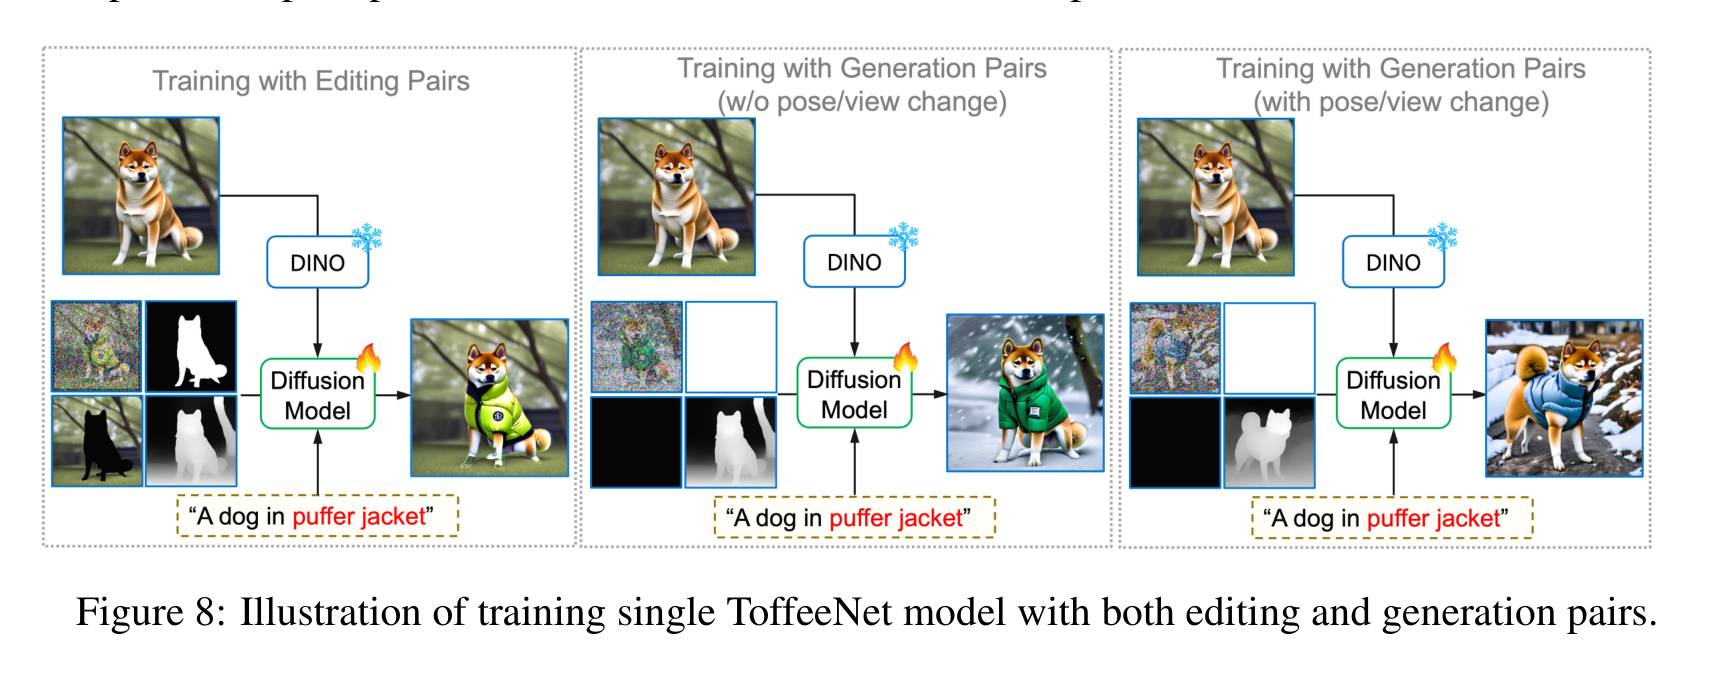 Training with Editing Pairs
DINO
Diffusion
Model
“A dog in puffer jacket”
Training with Generation Pairs
(w/o pose/view change)
DINO
Diffusion
Model
“A dog in puffer jacket”
Training with Generation Pairs
(with pose/view change)
DINO
Diffusion
Model
“A dog in puffer jacket”
Figure 8: Illustration of training single ToffeeNet model with both editing and generation pairs.